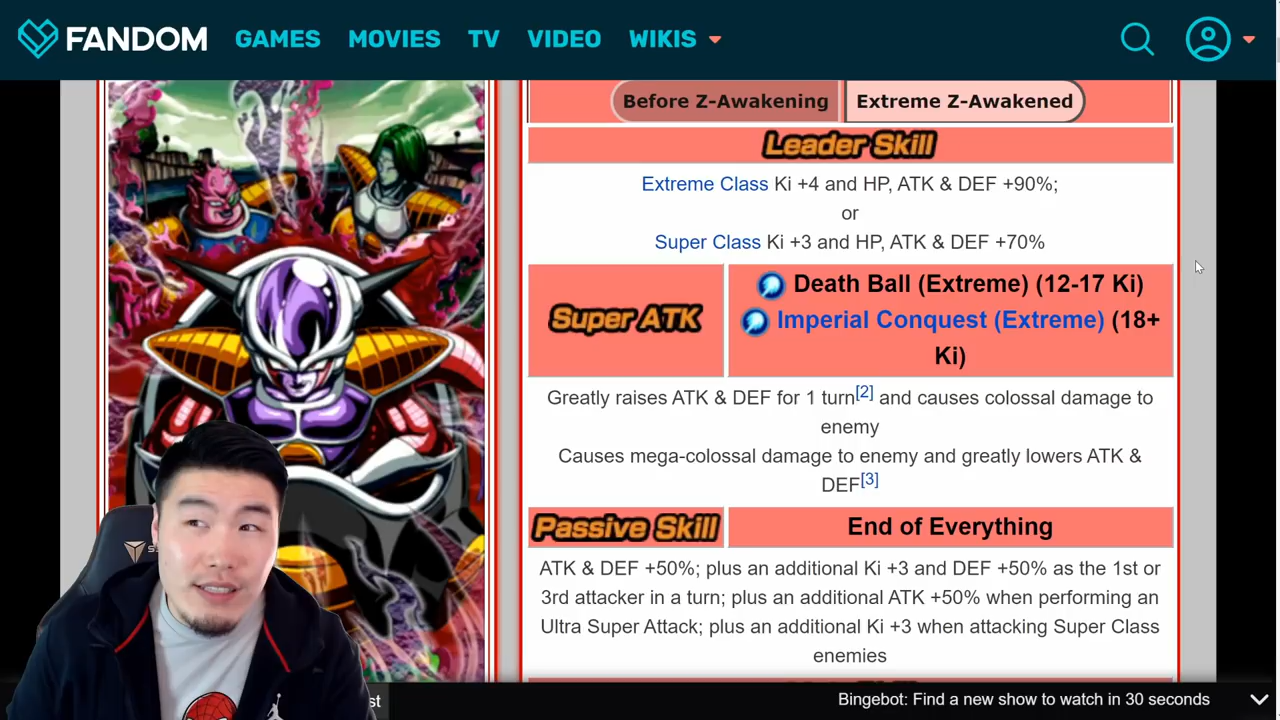 FANDOM GAMES MOVIES TV VIDEO WIKIS
Before Z-Awakening Extreme Z-Awakened
Leader Skill
Extreme Class Ki +4 and HP, ATK & DEF +90%;
or
Super Class Ki +3 and HP, ATK & DEF +70%
Super ATK
Death Ball (Extreme) (12-17 Ki)
Imperial Conquest (Extreme) (18+
Ki)
Greatly raises ATK & DEF for 1 turn[2] and causes colossal damage to
enemy
Causes mega-colossal damage to enemy and greatly lowers ATK &
DEF[3]
Passive Skill
End of Everything
ATK & DEF +50%; plus an additional Ki +3 and DEF +50% as the 1st or
3rd attacker in a turn; plus an additional ATK +50% when performing an
Ultra Super Attack; plus an additional Ki +3 when attacking Super Class
enemies
Bingebot: Find a new show to watch in 30 seconds